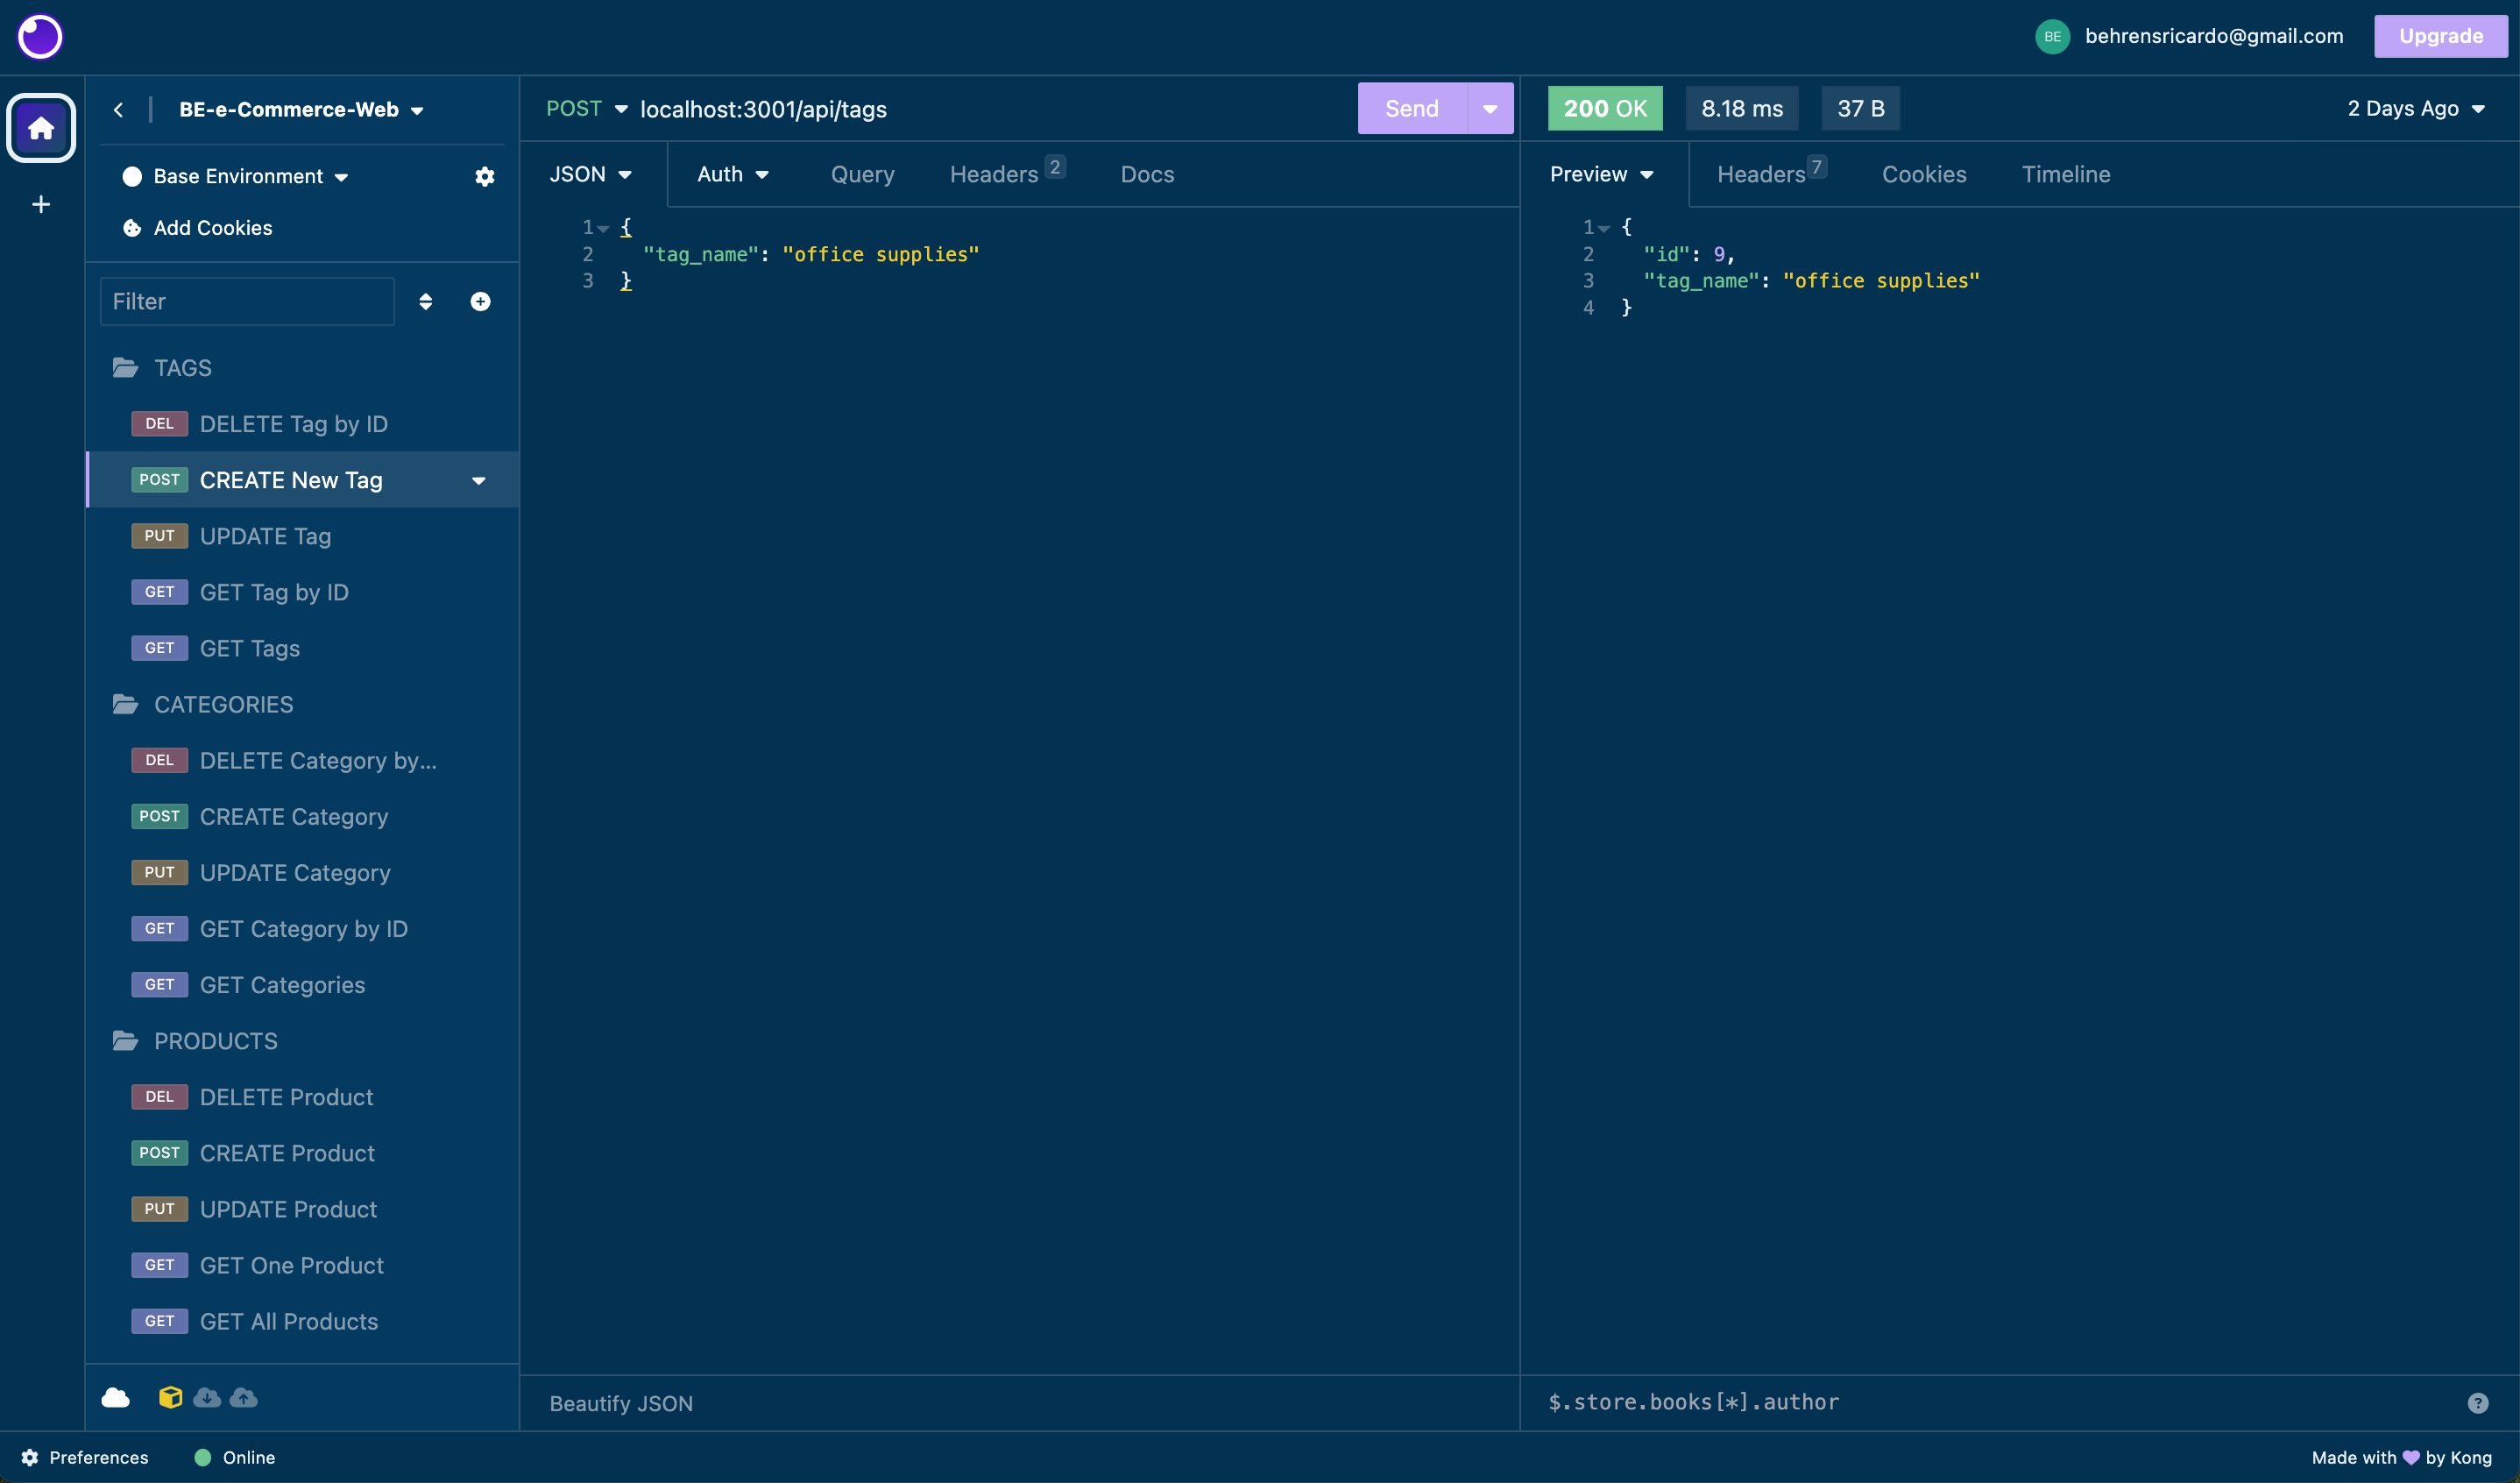 BE behrensricardo@gmail.com Upgrade
BE-e-Commerce-Web
Base Environment
Add Cookies
Filter
TAGS
DEL DELETE Tag by ID
POST CREATE New Tag
PUT UPDATE Tag
GET GET Tag by ID
GET GET Tags
CATEGORIES
DEL DELETE Category by...
POST CREATE Category
PUT UPDATE Category
GET GET Category by ID
GET GET Categories
PRODUCTS
DEL DELETE Product
POST CREATE Product
PUT UPDATE Product
GET GET One Product
GET GET All Products
POST localhost:3001/api/tags Send
JSON Auth Query Headers 2 Docs
1 {
2 "tag_name": "office supplies"
3 }
Beautify JSON
200 OK 8.18 ms 37 B 2 Days Ago
Preview Headers 7 Cookies Timeline
1 {
2 "id": 9,
3 "tag_name": "office supplies"
4 }
$.store.books[*].author
Preferences Online
Made with 💜 by Kong